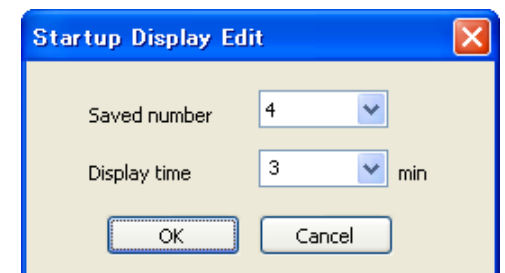 Startup Display Edit
Saved number 4
Display time 3 min
OK Cancel